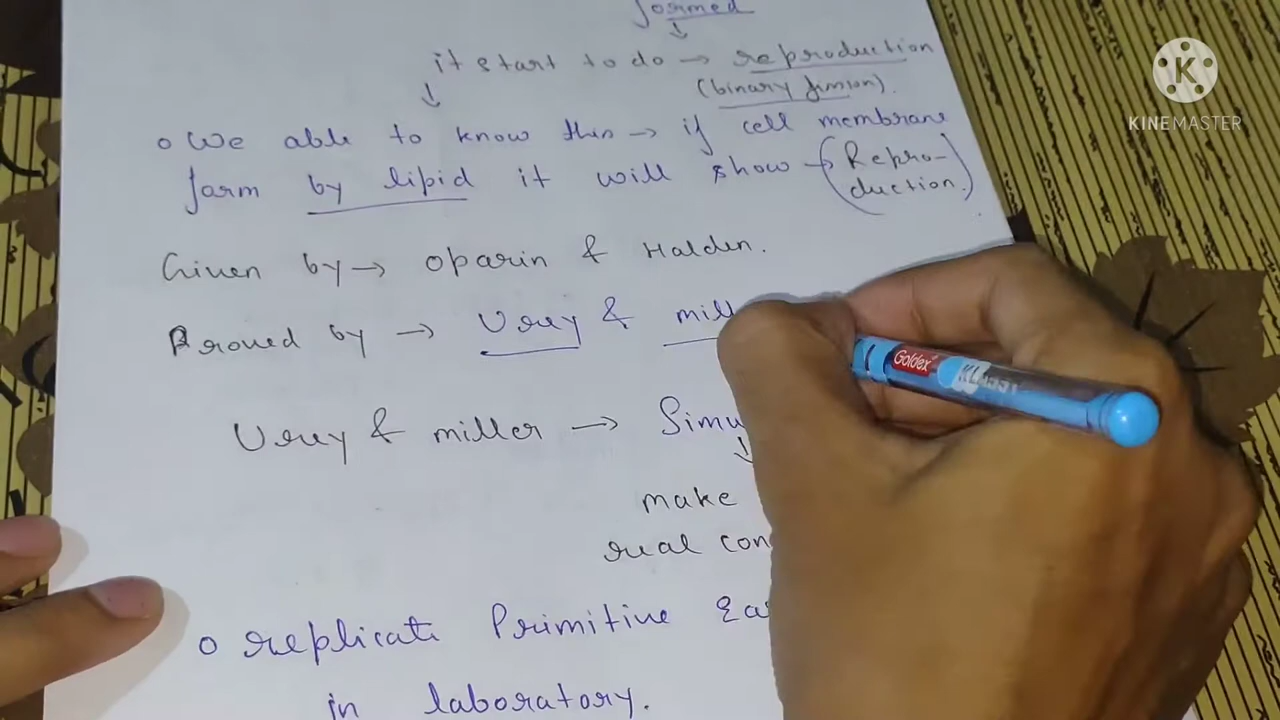 formed
↓
it start to do → reproduction
↓ (binary fission).
o We able to know this → if cell membrane
form by lipid it will show → (Repro-
duction.)
Given by → Oparin & Halden.
Proved by → Urey & mill
Urey & miller → Simu
↓
make
real con
o replicate Primitive Ea
in laboratory.
Goldex KLASSY
K
KINEMASTER